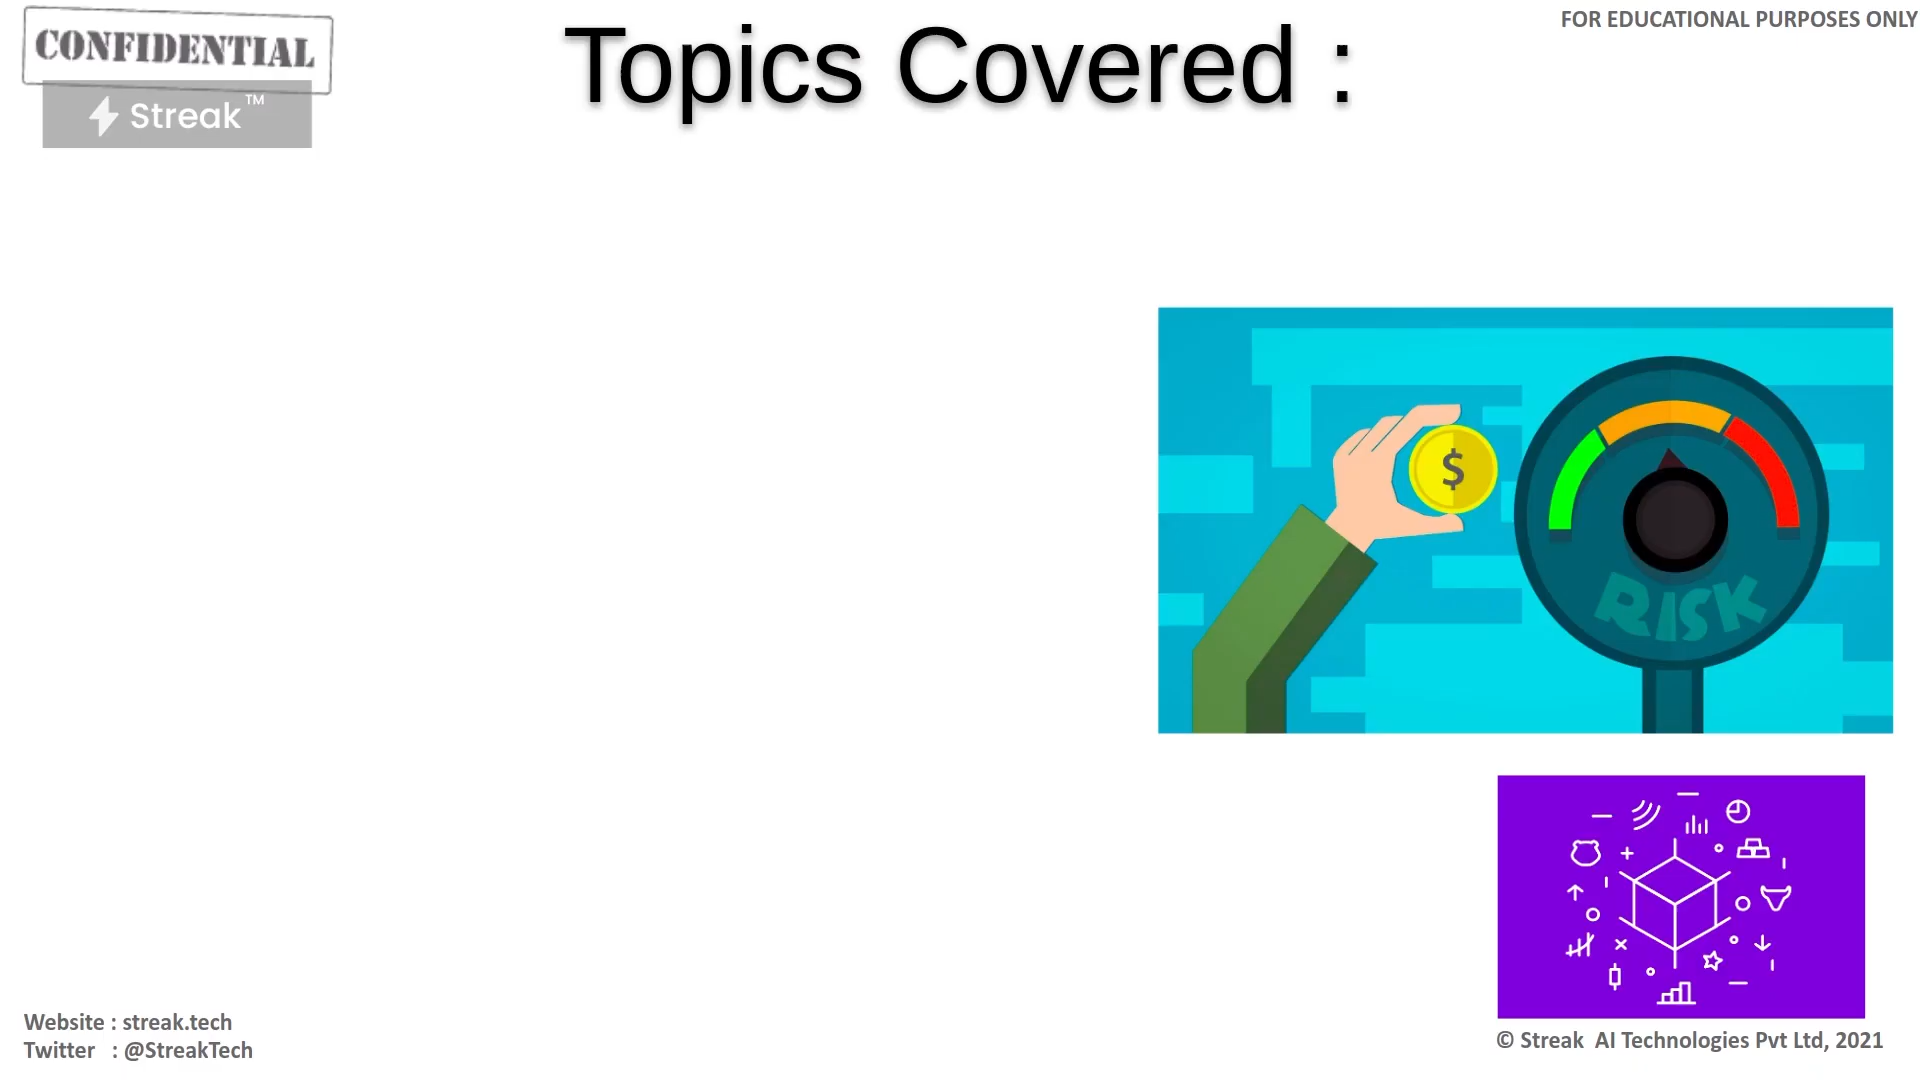 CONFIDENTIAL
Streak™
Topics Covered :
FOR EDUCATIONAL PURPOSES ONLY
$
RISK
Website : streak.tech
Twitter : @StreakTech
© Streak AI Technologies Pvt Ltd, 2021